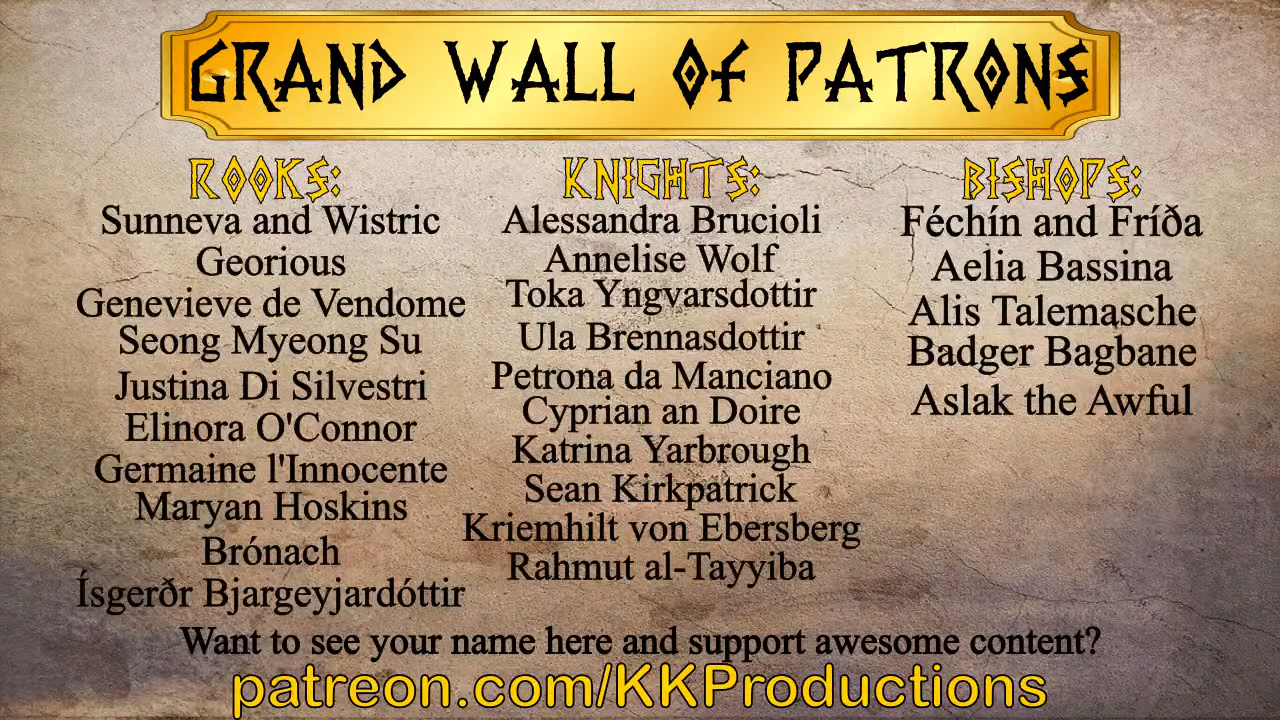 GRAND WALL OF PATRONS
ROOKS:
Sunneva and Wistric
Georious
Genevieve de Vendome
Seong Myeong Su
Justina Di Silvestri
Elinora O'Connor
Germaine l'Innocente
Maryan Hoskins
Brónach
Ísgerðr Bjargeyjardóttir
KNIGHTS:
Alessandra Brucioli
Annelise Wolf
Toka Yngvarsdottir
Ula Brennasdottir
Petrona da Manciano
Cyprian an Doire
Katrina Yarbrough
Sean Kirkpatrick
Kriemhilt von Ebersberg
Rahmut al-Tayyiba
BISHOPS:
Féchín and Fríða
Aelia Bassina
Alis Talemasche
Badger Bagbane
Aslak the Awful
Want to see your name here and support awesome content?
patreon.com/KKProductions